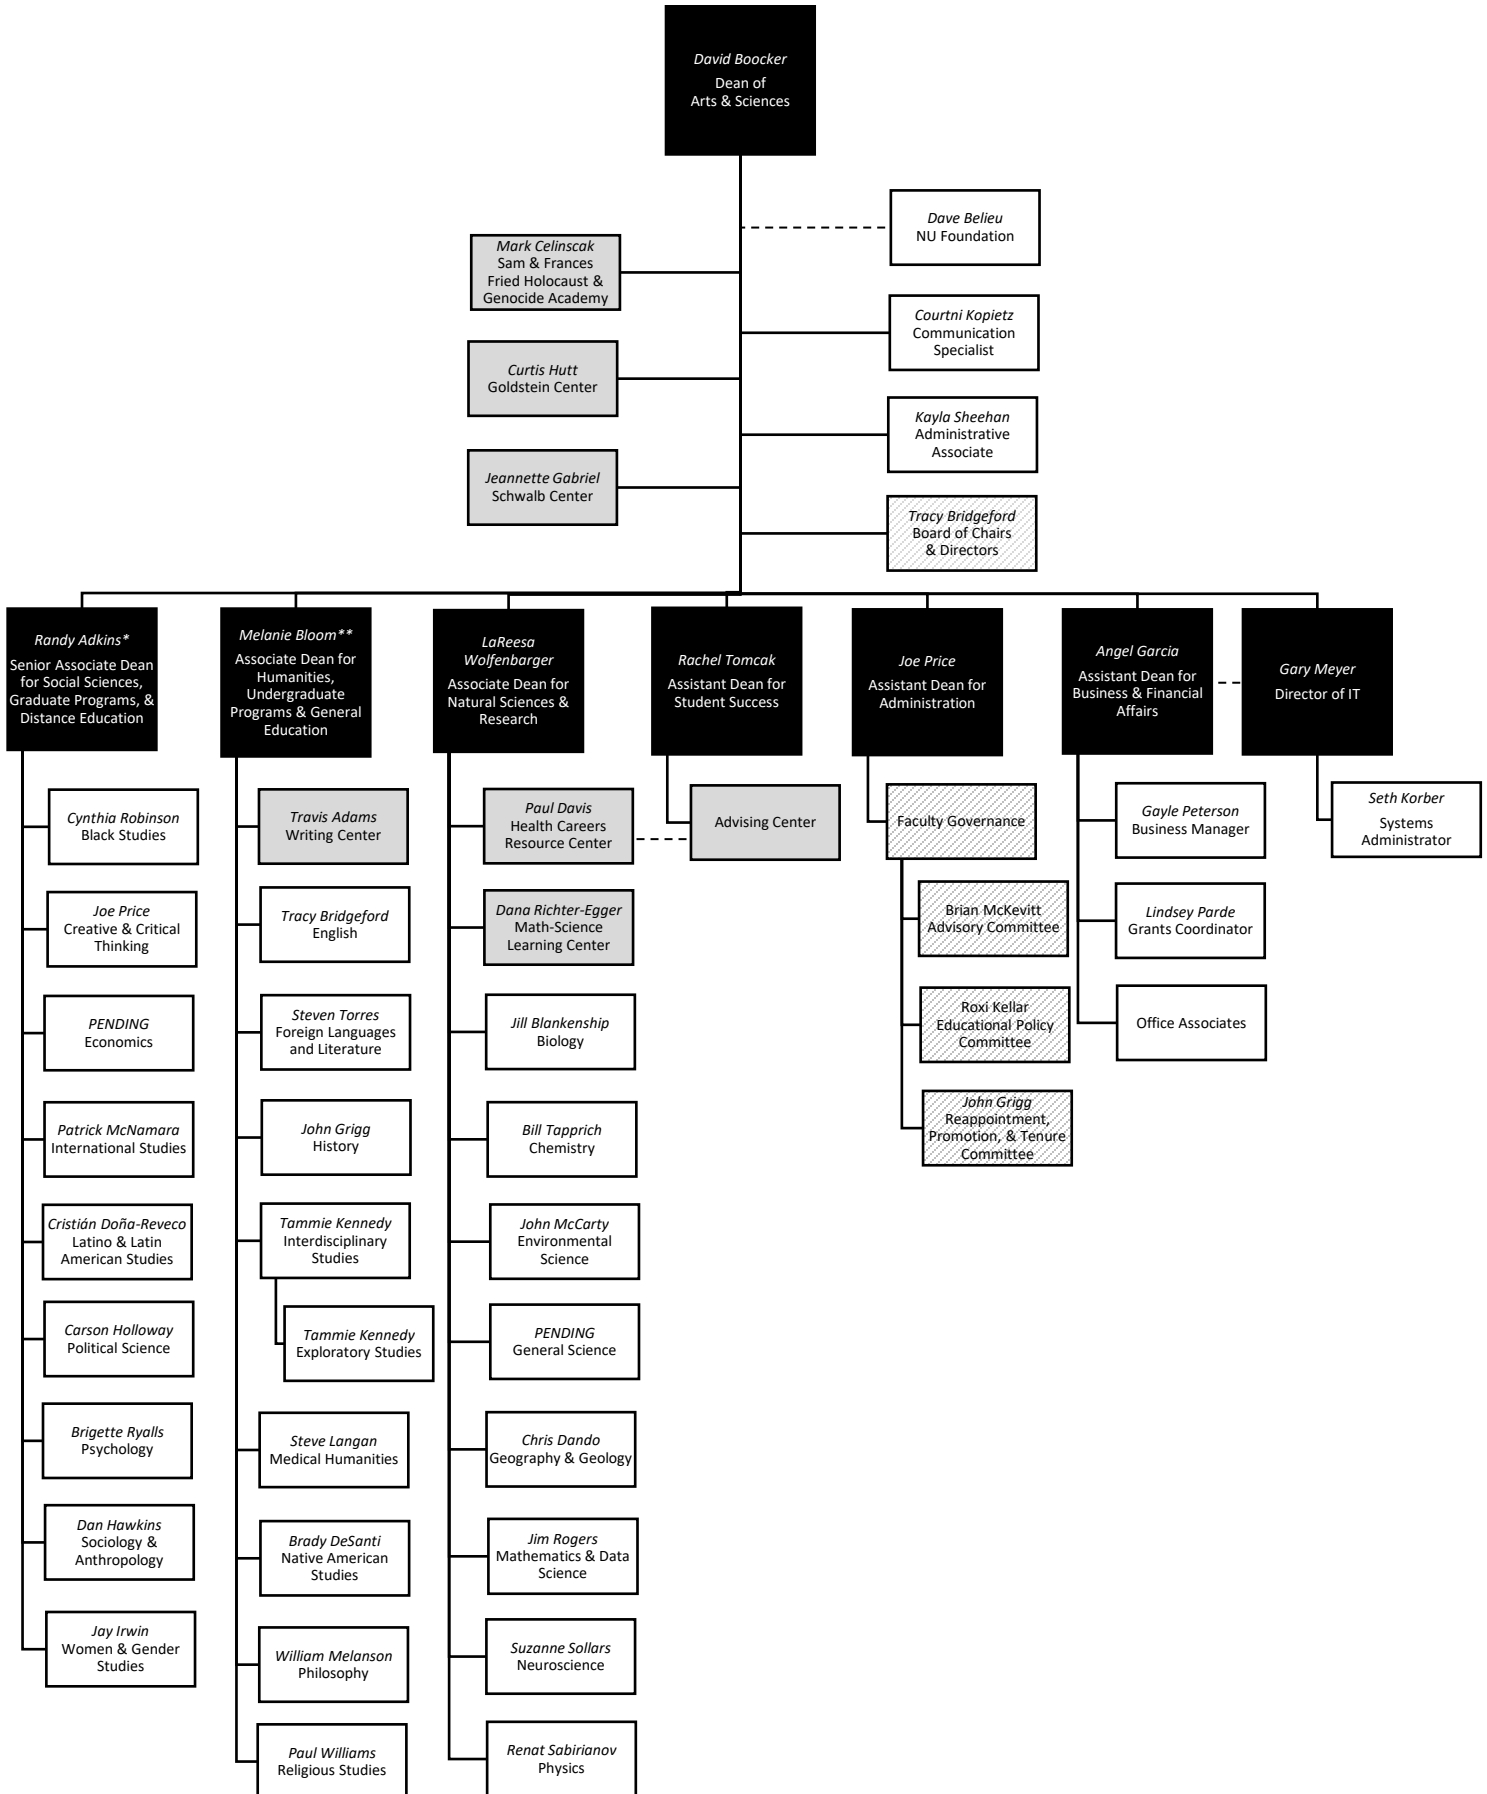 David Boocker
Dean of
Arts & Sciences
Dave Belieu
NU Foundation
Mark Celinscak
Sam & Frances
Fried Holocaust &
Genocide Academy
Courtni Kopietz
Communication
Specialist
Curtis Hutt
Goldstein Center
Kayla Sheehan
Administrative
Associate
Jeannette Gabriel
Schwalb Center
Tracy Bridgeford
Board of Chairs
& Directors
Randy Adkins*
Senior Associate Dean
for Social Sciences,
Graduate Programs, &
Distance Education
Melanie Bloom**
Associate Dean for
Humanities,
Undergraduate
Programs & General
Education
LaReesa
Wolfenbarger
Associate Dean for
Natural Sciences &
Research
Rachel Tomcak
Assistant Dean for
Student Success
Joe Price
Assistant Dean for
Administration
Angel Garcia
Assistant Dean for
Business & Financial
Affairs
Gary Meyer
Director of IT
Cynthia Robinson
Black Studies
Joe Price
Creative & Critical
Thinking
PENDING
Economics
Patrick McNamara
International Studies
Cristián Doña-Reveco
Latino & Latin
American Studies
Carson Holloway
Political Science
Brigette Ryalls
Psychology
Dan Hawkins
Sociology &
Anthropology
Jay Irwin
Women & Gender
Studies
Travis Adams
Writing Center
Tracy Bridgeford
English
Steven Torres
Foreign Languages
and Literature
John Grigg
History
Tammie Kennedy
Interdisciplinary
Studies
Tammie Kennedy
Exploratory Studies
Steve Langan
Medical Humanities
Brady DeSanti
Native American
Studies
William Melanson
Philosophy
Paul Williams
Religious Studies
Paul Davis
Health Careers
Resource Center
Dana Richter-Egger
Math-Science
Learning Center
Jill Blankenship
Biology
Bill Tapprich
Chemistry
John McCarty
Environmental
Science
PENDING
General Science
Chris Dando
Geography & Geology
Jim Rogers
Mathematics & Data
Science
Suzanne Sollars
Neuroscience
Renat Sabirianov
Physics
Advising Center
Faculty Governance
Brian McKevitt
Advisory Committee
Roxi Kellar
Educational Policy
Committee
John Grigg
Reappointment,
Promotion, & Tenure
Committee
Gayle Peterson
Business Manager
Lindsey Parde
Grants Coordinator
Office Associates
Seth Korber
Systems
Administrator